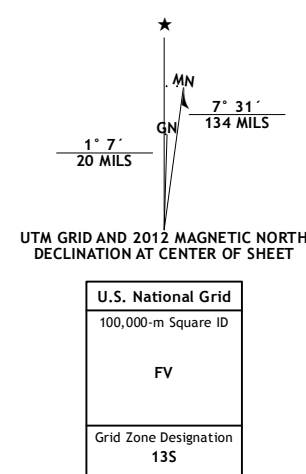 ★
MN
7° 31´
134 MILS
GN
1° 7´
20 MILS
UTM GRID AND 2012 MAGNETIC NORTH
DECLINATION AT CENTER OF SHEET
U.S. National Grid
100,000-m Square ID
FV
Grid Zone Designation
13S